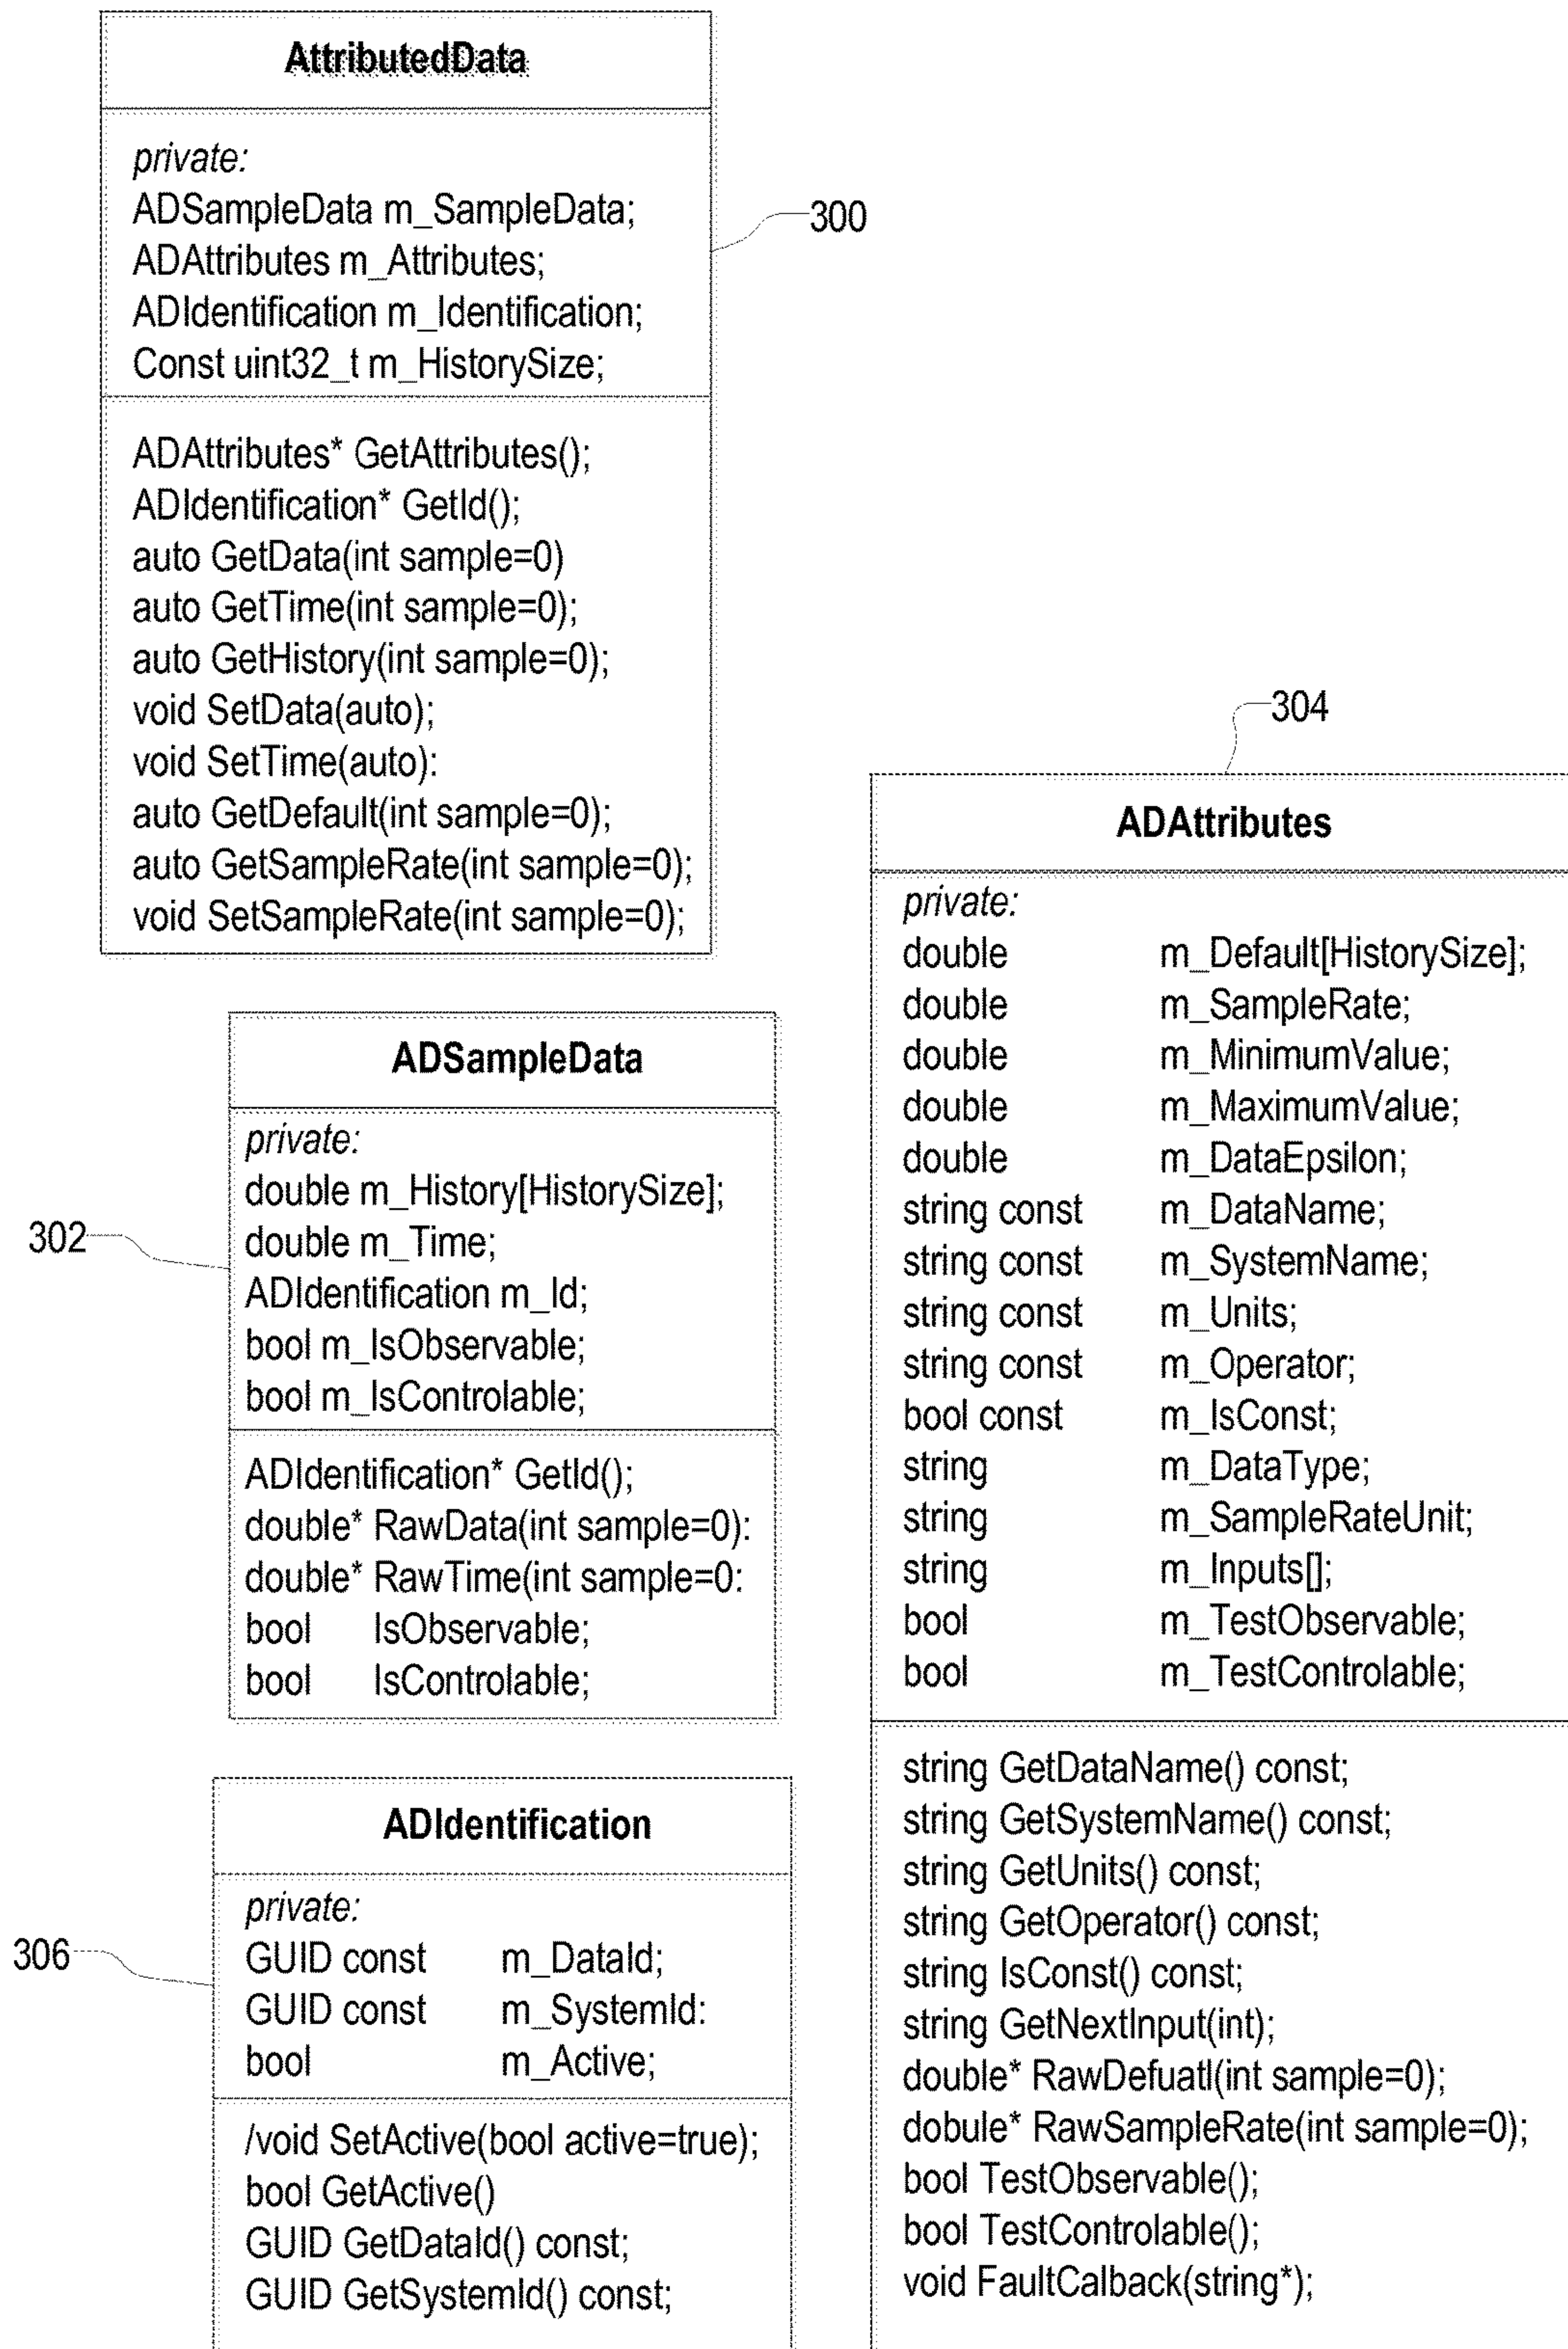 AttributedData
private:
ADSampleData m_SampleData;
ADAttributes m_Attributes;
ADIdentification m_Identification;
Const uint32_t m_HistorySize;
ADAttributes* GetAttributes();
ADIdentification* GetId();
auto GetData(int sample=0)
auto GetTime(int sample=0);
auto GetHistory(int sample=0);
void SetData(auto);
void SetTime(auto):
auto GetDefault(int sample=0);
auto GetSampleRate(int sample=0);
void SetSampleRate(int sample=0);
300
ADSampleData
private:
double m_History[HistorySize];
double m_Time;
ADIdentification m_Id;
bool m_IsObservable;
bool m_IsControlable;
ADIdentification* GetId();
double* RawData(int sample=0):
double* RawTime(int sample=0:
bool IsObservable;
bool IsControlable;
302
ADIdentification
private:
GUID const m_DataId;
GUID const m_SystemId:
bool m_Active;
/void SetActive(bool active=true);
bool GetActive()
GUID GetDataId() const;
GUID GetSystemId() const;
306
304
ADAttributes
private:
double m_Default[HistorySize];
double m_SampleRate;
double m_MinimumValue;
double m_MaximumValue;
double m_DataEpsilon;
string const m_DataName;
string const m_SystemName;
string const m_Units;
string const m_Operator;
bool const m_IsConst;
string m_DataType;
string m_SampleRateUnit;
string m_Inputs[];
bool m_TestObservable;
bool m_TestControlable;
string GetDataName() const;
string GetSystemName() const;
string GetUnits() const;
string GetOperator() const;
string IsConst() const;
string GetNextInput(int);
double* RawDefuatl(int sample=0);
dobule* RawSampleRate(int sample=0);
bool TestObservable();
bool TestControlable();
void FaultCalback(string*);